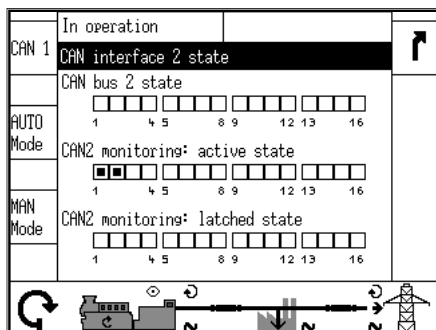 In operation
CAN 1
CAN interface 2 state
CAN bus 2 state
1 4 5 8 9 12 13 16
AUTO
Mode
CAN2 monitoring: active state
1 4 5 8 9 12 13 16
MAN
Mode
CAN2 monitoring: latched state
1 4 5 8 9 12 13 16